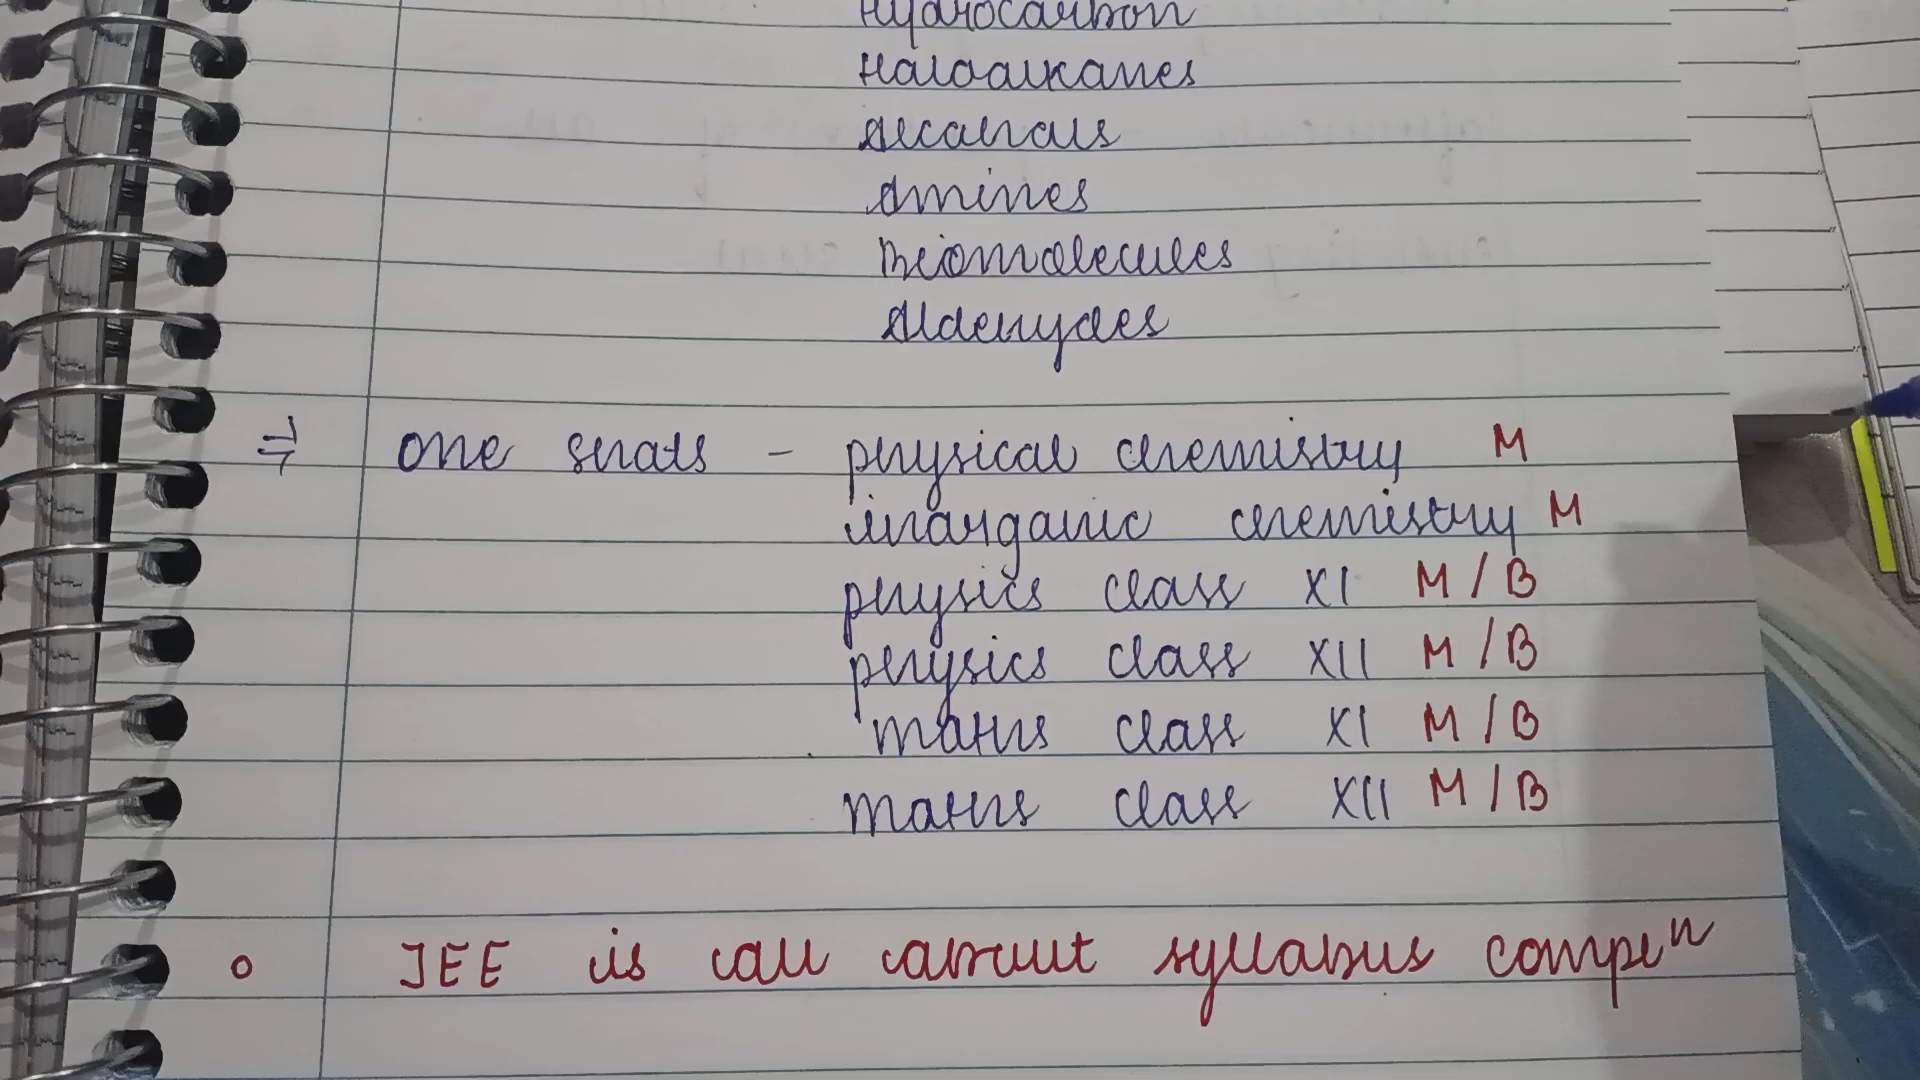 Hydrocarbon
Haloalkanes
Alcohols
Amines
Biomolecules
Aldehydes
⇒ one shots - physical chemistry M
inorganic chemistry M
physics class XI M / B
physics class XII M / B
maths class XI M / B
maths class XII M / B
o JEE is all about syllabus complen